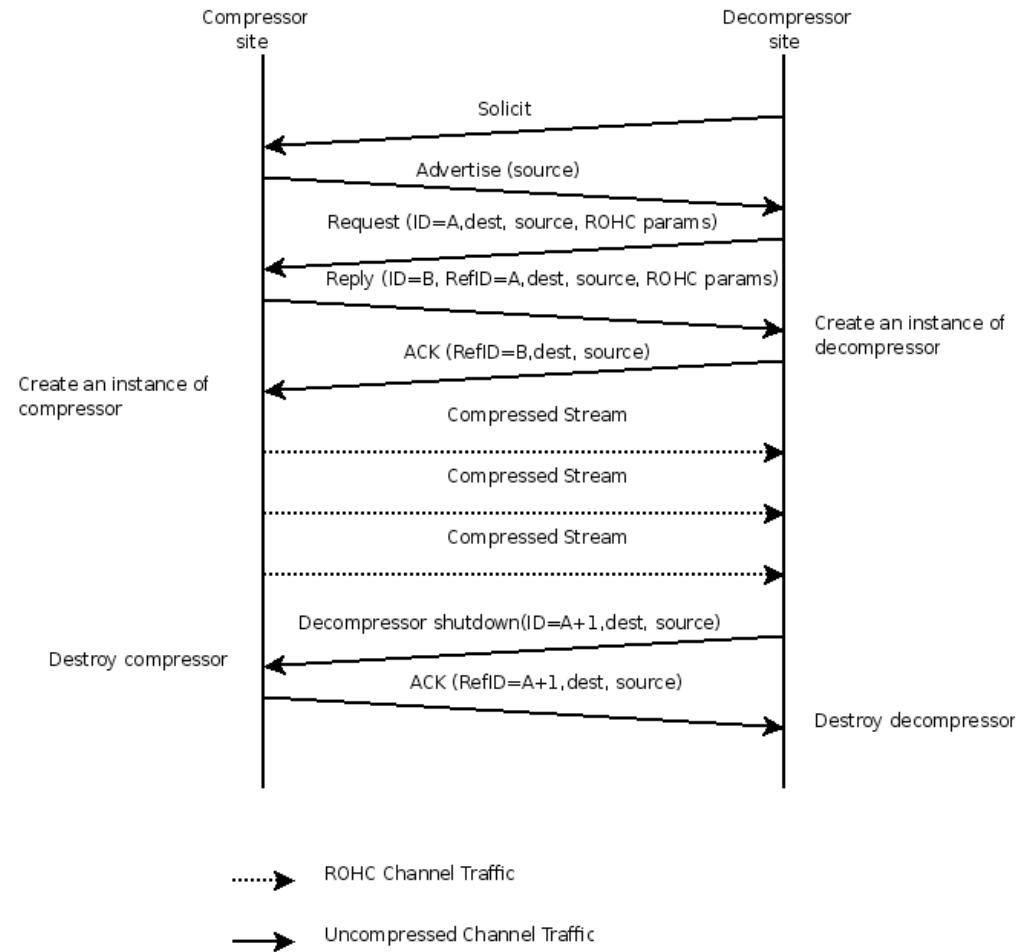 Compressor
site
Decompressor
site
Solicit
Advertise (source)
Request (ID=A,dest, source, ROHC params)
Reply (ID=B, RefID=A,dest, source, ROHC params)
Create an instance of
decompressor
ACK (RefID=B,dest, source)
Create an instance of
compressor
Compressed Stream
Compressed Stream
Compressed Stream
Decompressor shutdown(ID=A+1,dest, source)
Destroy compressor
ACK (RefID=A+1,dest, source)
Destroy decompressor
ROHC Channel Traffic
Uncompressed Channel Traffic